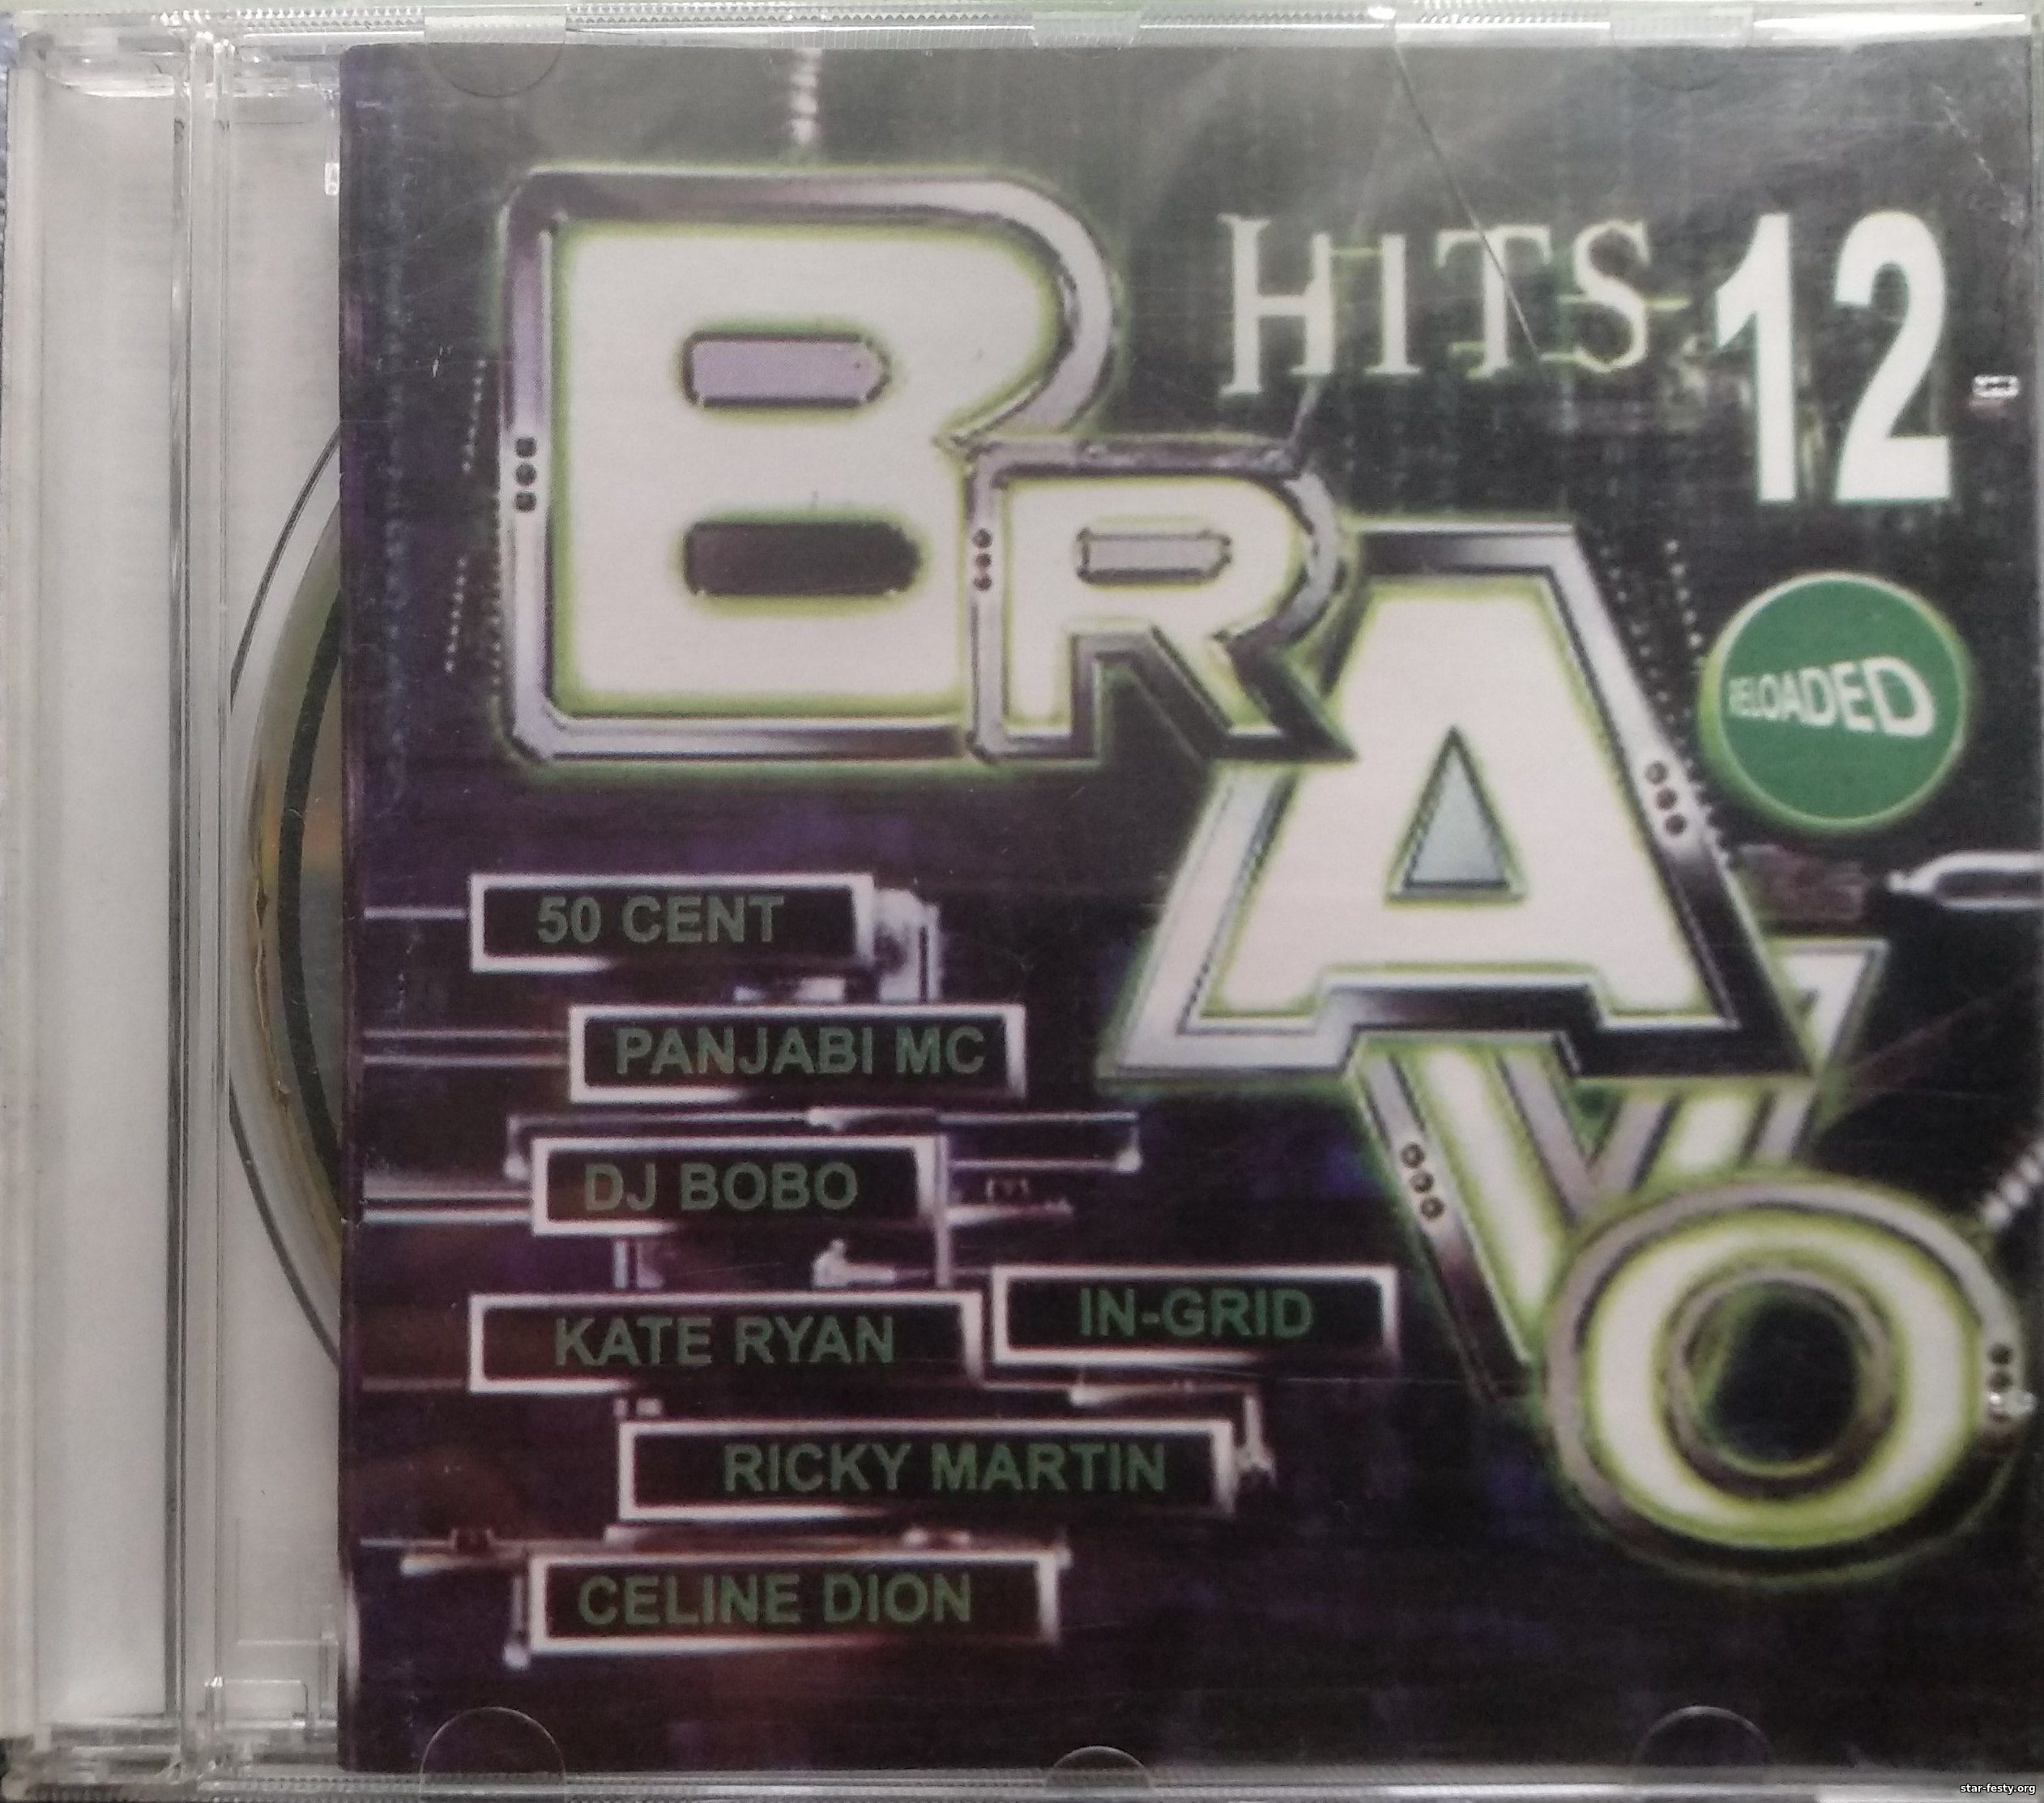 HITS 12
BRAVO
RELOADED
50 CENT
PANJABI MC
DJ BOBO
KATE RYAN
IN-GRID
RICKY MARTIN
CELINE DION
star-festy.org